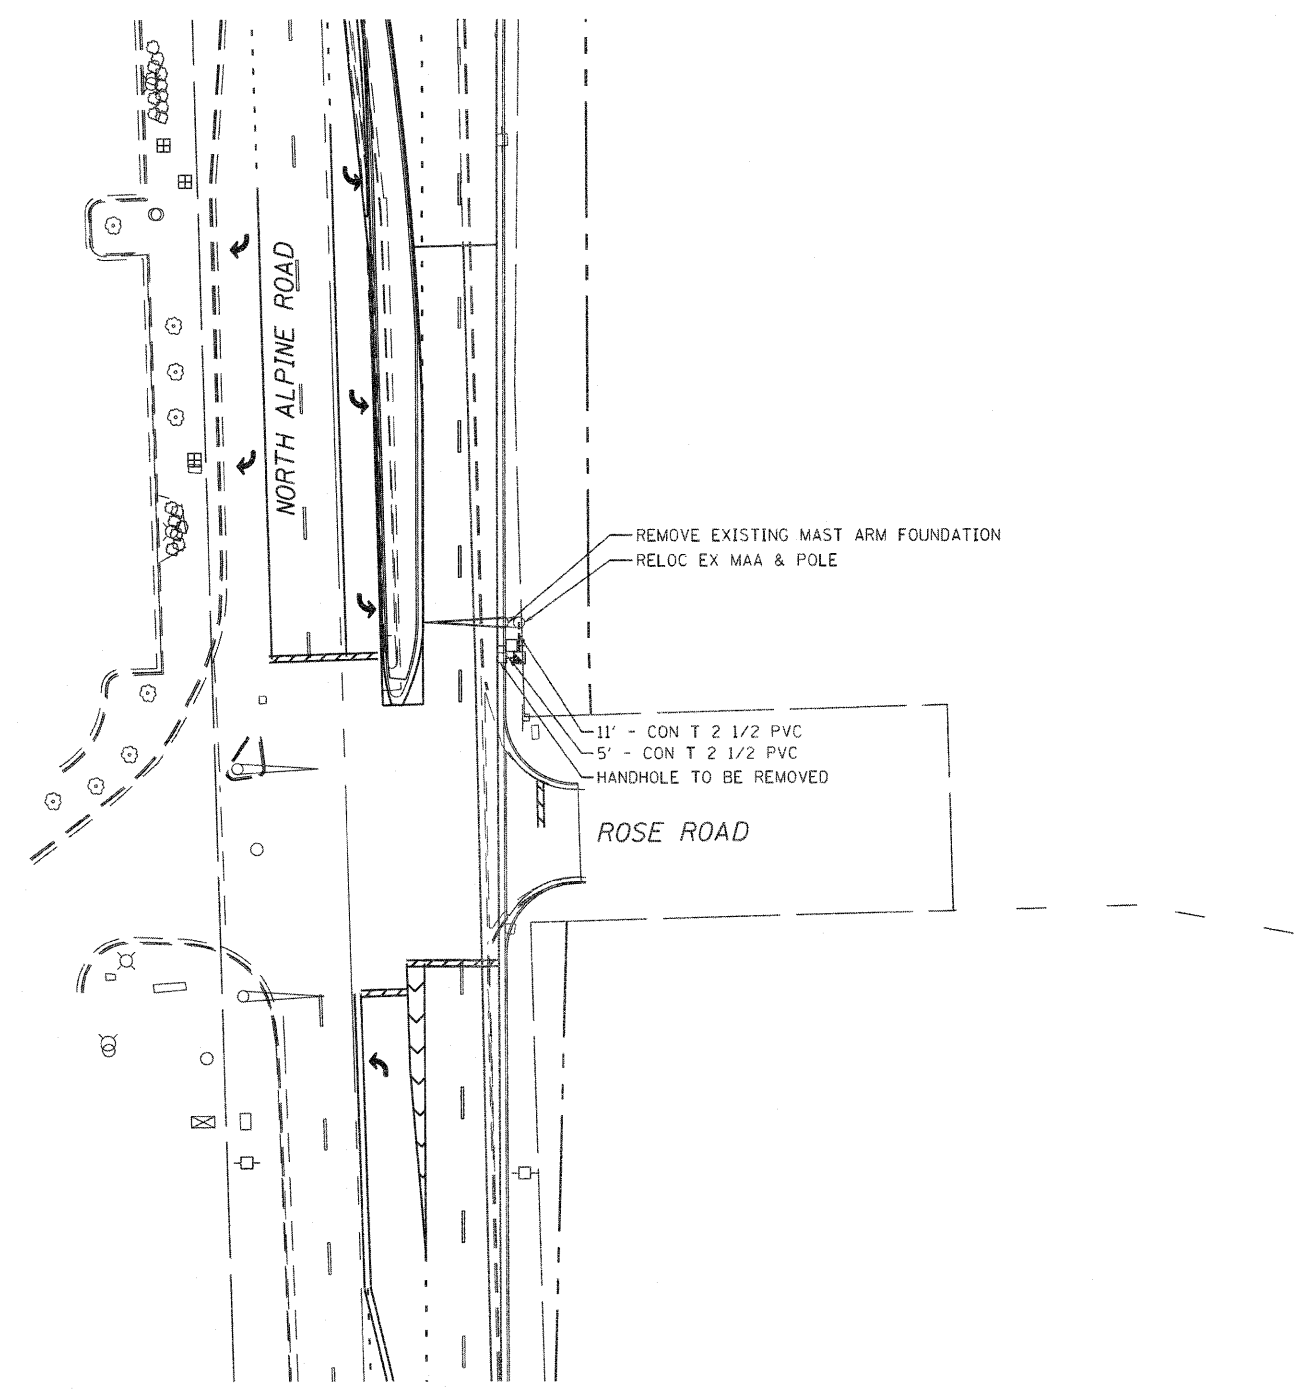 NORTH ALPINE ROAD
REMOVE EXISTING MAST ARM FOUNDATION
RELOC EX MAA & POLE
11' - CON T 2 1/2 PVC
5' - CON T 2 1/2 PVC
HANDHOLE TO BE REMOVED
ROSE ROAD